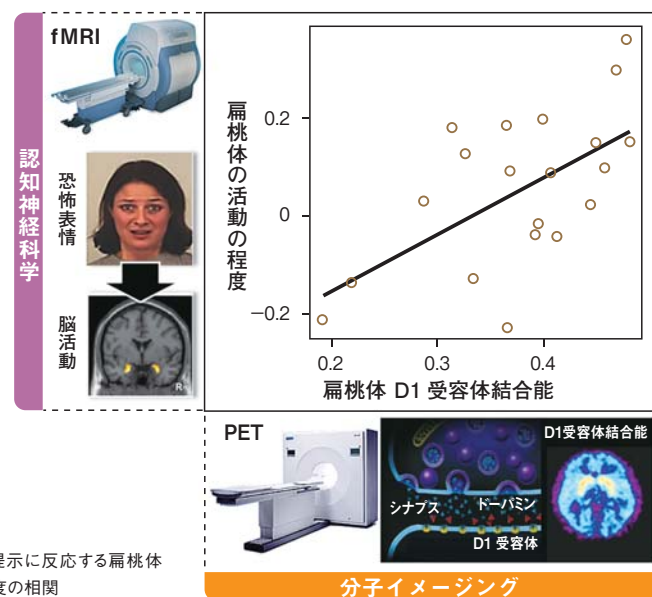 認知神経科学
fMRI
恐怖表情
脳活動
R
扁桃体の活動の程度
0.2
0
−0.2
0.2 0.3 0.4
扁桃体 D1 受容体結合能
PET
シナプス ドーパミン
D1 受容体
D1受容体結合能
分子イメージング
提示に反応する扁桃体
度の相関